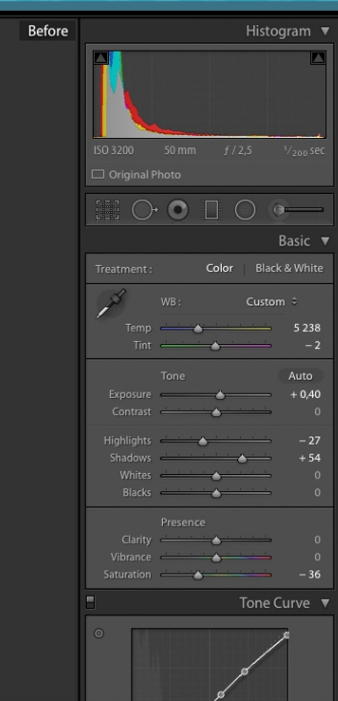 Before
Histogram
ISO 3200 50 mm ƒ / 2,5 1/200 sec
Original Photo
Basic
Treatment : Color Black & White
WB : Custom
Temp 5 238
Tint − 2
Tone Auto
Exposure + 0,40
Contrast 0
Highlights − 27
Shadows + 54
Whites 0
Blacks 0
Presence
Clarity 0
Vibrance 0
Saturation − 36
Tone Curve